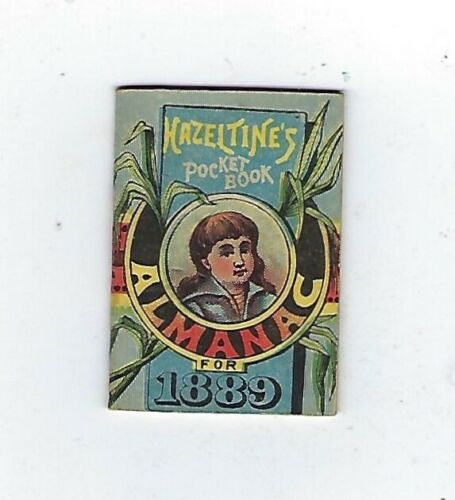 HAZELTINE'S
POCKET
BOOK
ALMANAC
FOR
1889